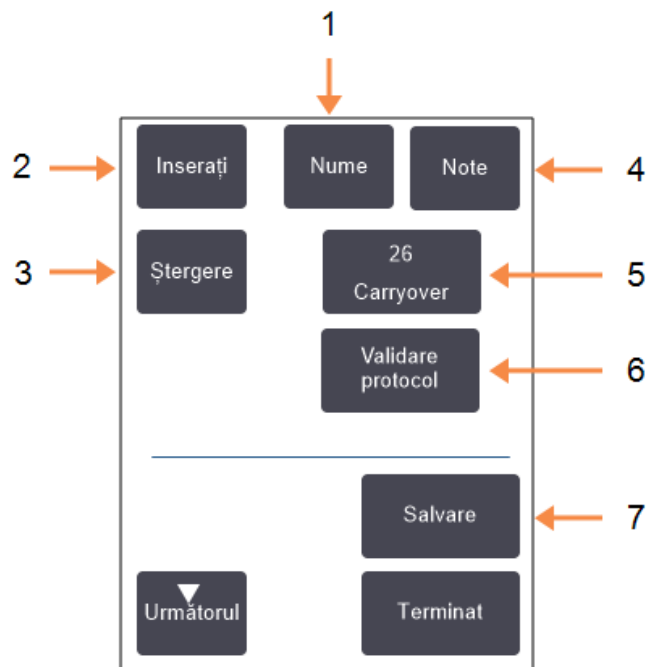 1
2
Inserați
Nume
Note
4
3
Ștergere
26
Carryover
5
Validare
protocol
6
Salvare
7
Următorul
Terminat